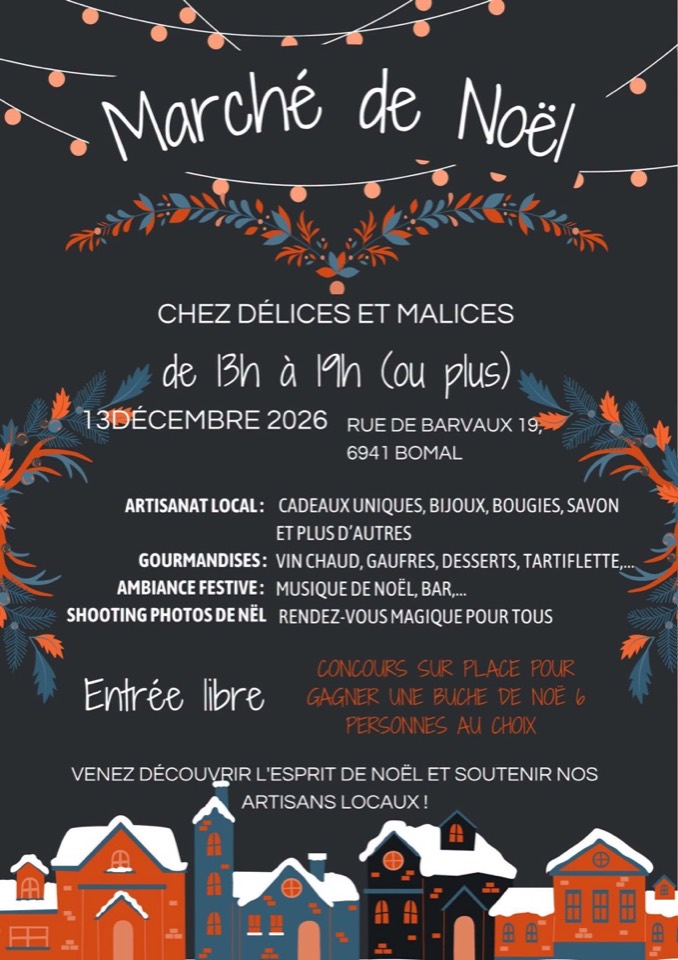 Marché de Noël
CHEZ DÉLICES ET MALICES
de 13h à 19h (ou plus)
13DÉCEMBRE 2026
RUE DE BARVAUX 19,
6941 BOMAL
ARTISANAT LOCAL : CADEAUX UNIQUES, BIJOUX, BOUGIES, SAVON
ET PLUS D’AUTRES
GOURMANDISES : VIN CHAUD, GAUFRES, DESSERTS, TARTIFLETTE,...
AMBIANCE FESTIVE : MUSIQUE DE NOËL, BAR,...
SHOOTING PHOTOS DE NËL RENDEZ-VOUS MAGIQUE POUR TOUS
Entrée libre
CONCOURS SUR PLACE POUR
GAGNER UNE BUCHE DE NOË 6
PERSONNES AU CHOIX
VENEZ DÉCOUVRIR L'ESPRIT DE NOËL ET SOUTENIR NOS
ARTISANS LOCAUX !